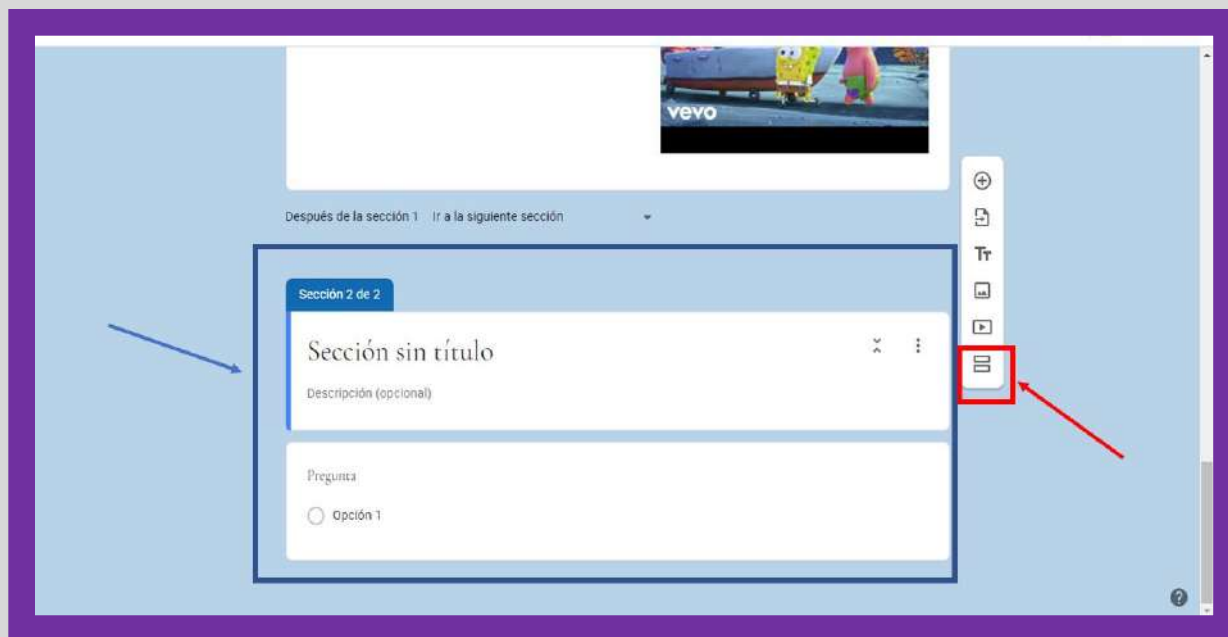 vevo
Después de la sección 1 Ir a la siguiente sección
Tт
Sección 2 de 2
Sección sin título
Descripción (opcional)
Pregunta
Opción 1